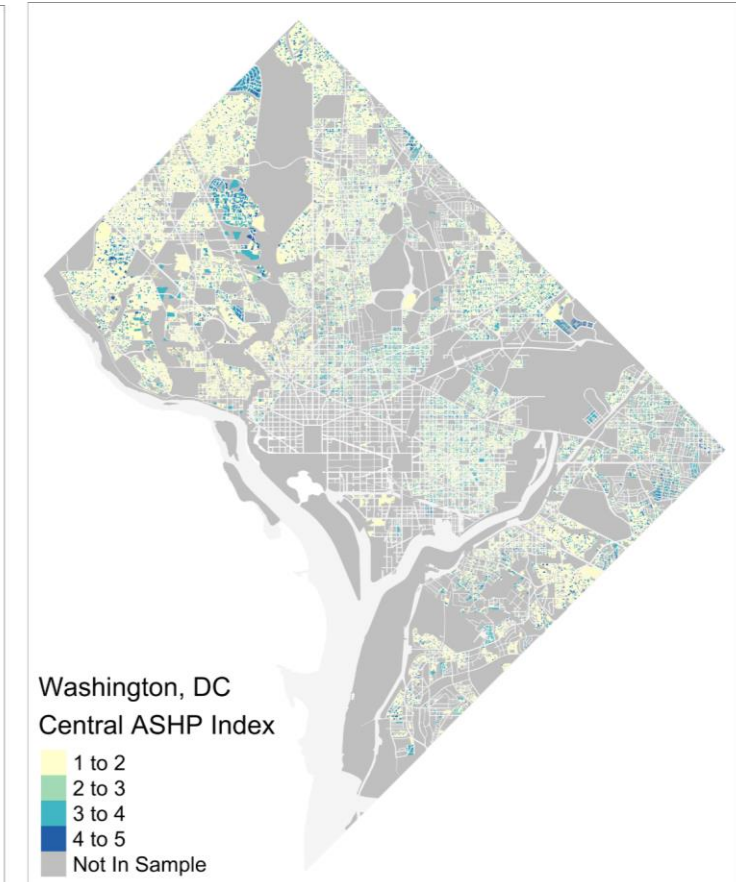 Washington, DC
Central ASHP Index
1 to 2
2 to 3
3 to 4
4 to 5
Not In Sample